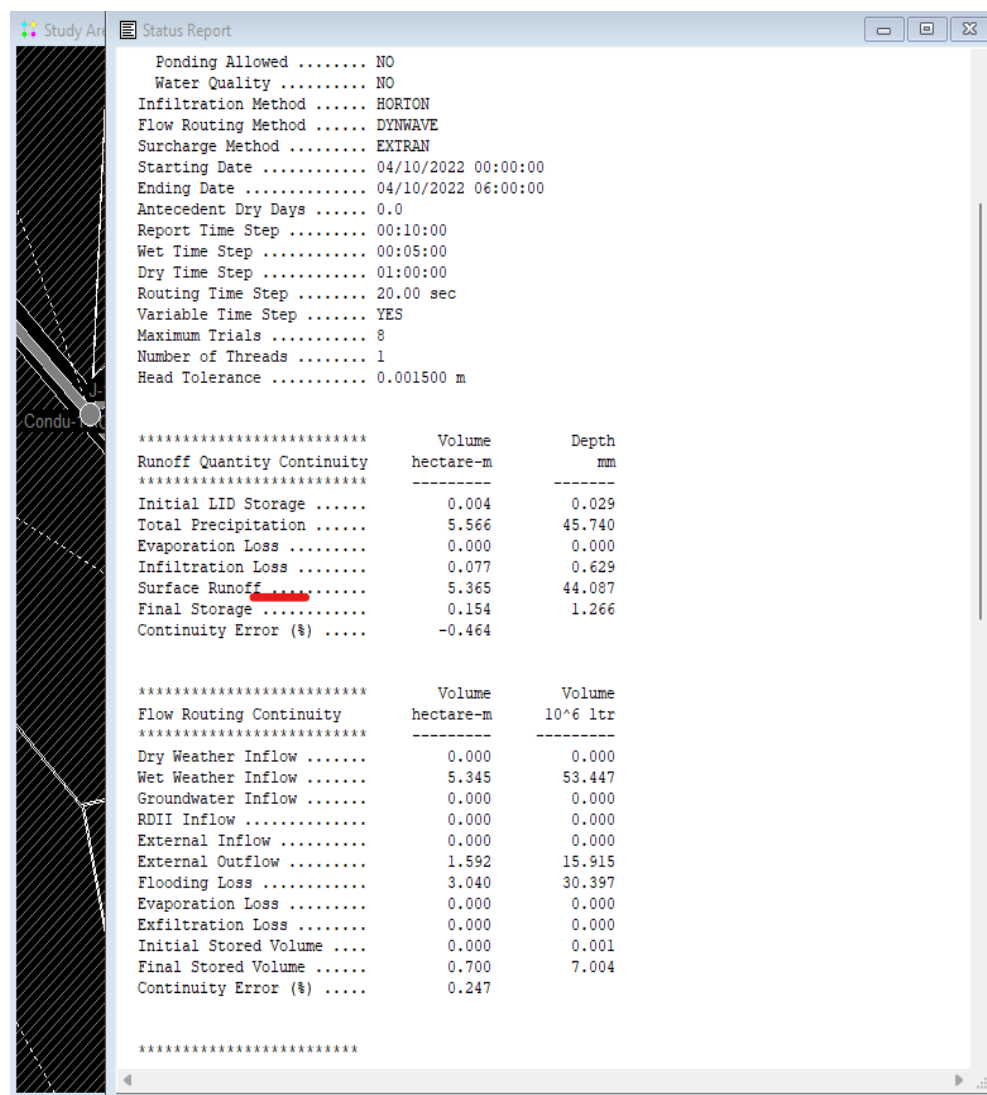 Study Are
Status Report
Ponding Allowed ........ NO
Water Quality .......... NO
Infiltration Method ...... HORTON
Flow Routing Method ...... DYNWAVE
Surcharge Method ......... EXTRAN
Starting Date ............ 04/10/2022 00:00:00
Ending Date .............. 04/10/2022 06:00:00
Antecedent Dry Days ...... 0.0
Report Time Step ......... 00:10:00
Wet Time Step ............ 00:05:00
Dry Time Step ............ 01:00:00
Routing Time Step ........ 20.00 sec
Variable Time Step ....... YES
Maximum Trials ........... 8
Number of Threads ........ 1
Head Tolerance ........... 0.001500 m
J-
Condu-1
************************** Volume Depth
Runoff Quantity Continuity hectare-m mm
************************** --------- -------
Initial LID Storage ...... 0.004 0.029
Total Precipitation ...... 5.566 45.740
Evaporation Loss ......... 0.000 0.000
Infiltration Loss ........ 0.077 0.629
Surface Runoff ........... 5.365 44.087
Final Storage ............ 0.154 1.266
Continuity Error (%) ..... -0.464
************************** Volume Volume
Flow Routing Continuity hectare-m 10^6 ltr
************************** --------- ---------
Dry Weather Inflow ....... 0.000 0.000
Wet Weather Inflow ....... 5.345 53.447
Groundwater Inflow ....... 0.000 0.000
RDII Inflow .............. 0.000 0.000
External Inflow .......... 0.000 0.000
External Outflow ......... 1.592 15.915
Flooding Loss ............ 3.040 30.397
Evaporation Loss ......... 0.000 0.000
Exfiltration Loss ........ 0.000 0.000
Initial Stored Volume .... 0.000 0.001
Final Stored Volume ...... 0.700 7.004
Continuity Error (%) ..... 0.247
*************************